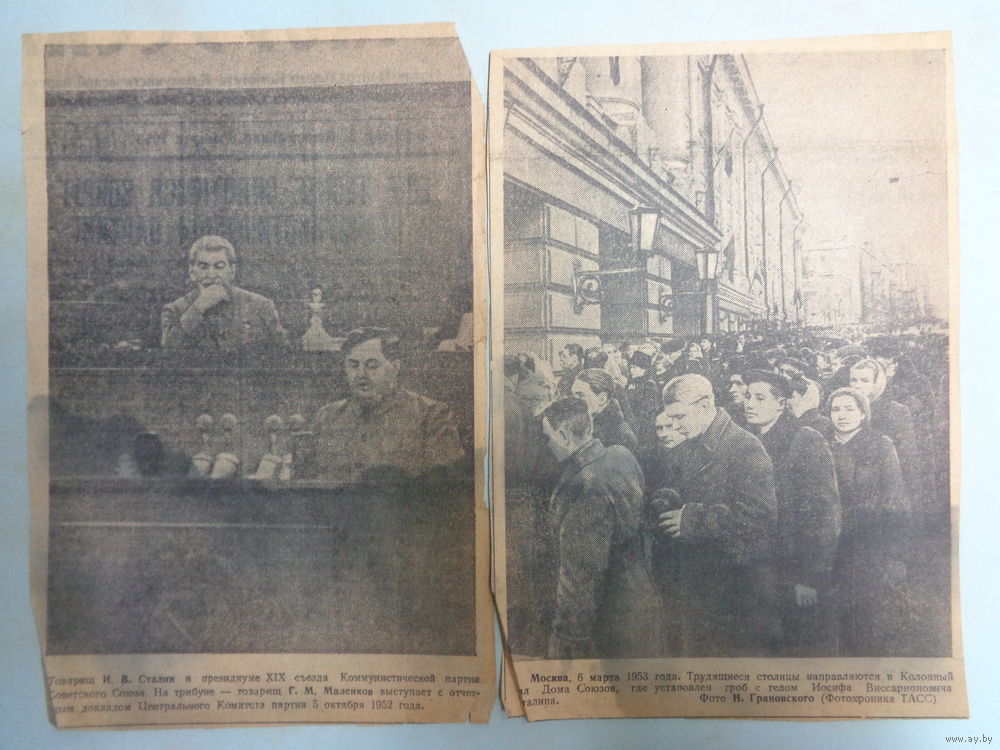 Товарищ И. В. Сталин в президиуме XIX съезда Коммунистической партии
Советского Союза. На трибуне — товарищ Г. М. Маленков выступает с отчет-
ным докладом Центрального Комитета партии 5 октября 1952 года.
Москва, 6 марта 1953 года. Трудящиеся столицы направляются в Колонный
ал Дома Союзов, где установлен гроб с телом Иосифа Виссарионовича
талина.
Фото Н. Грановского (Фотохроника ТАСС)
www.ay.by